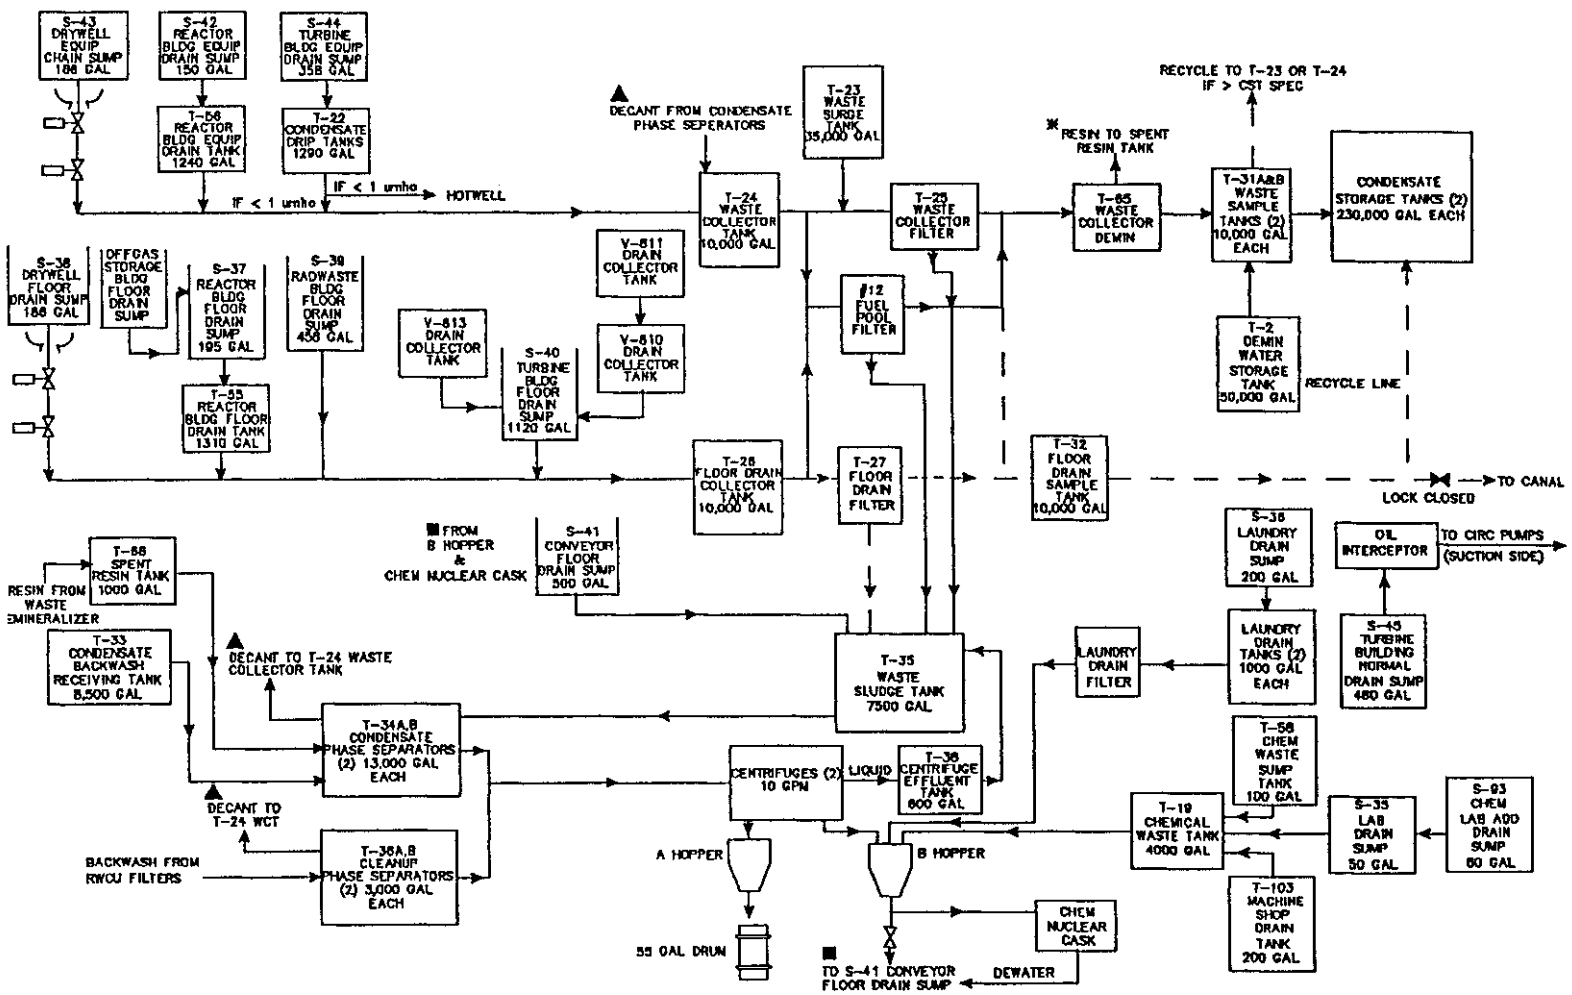 S-43
DRYWELL
EQUIP
CHAIN SUMP
188 GAL
S-42
REACTOR
BLDG EQUIP
DRAIN SUMP
150 GAL
S-44
TURBINE
BLDG EQUIP
DRAIN SUMP
358 GAL
T-56
REACTOR
BLDG EQUIP
DRAIN TANK
1240 GAL
T-22
CONDENSATE
DRIP TANKS
1290 GAL
IF < 1 umho
IF < 1 umho
HOTWELL
DECANT FROM CONDENSATE
PHASE SEPERATORS
T-24
WASTE
COLLECTOR
TANK
10,000 GAL
T-23
WASTE
SURGE
TANK
35,000 GAL
T-25
WASTE
COLLECTOR
FILTER
RESIN TO SPENT
RESIN TANK
T-65
WASTE
COLLECTOR
DEMIN
RECYCLE TO T-23 OR T-24
IF > CST SPEC
T-31A&B
WASTE
SAMPLE
TANKS (2)
10,000 GAL
EACH
CONDENSATE
STORAGE TANKS (2)
230,000 GAL EACH
S-38
DRYWELL
FLOOR
DRAIN SUMP
188 GAL
OFFGAS
STORAGE
BLDG
FLOOR
DRAIN
SUMP
S-37
REACTOR
BLDG
FLOOR
DRAIN
SUMP
195 GAL
S-39
RADWASTE
BLDG
FLOOR
DRAIN
SUMP
458 GAL
T-55
REACTOR
BLDG FLOOR
DRAIN TANK
1310 GAL
V-613
DRAIN
COLLECTOR
TANK
V-611
DRAIN
COLLECTOR
TANK
V-610
DRAIN
COLLECTOR
TANK
S-40
TURBINE
BLDG
FLOOR
DRAIN
SUMP
1120 GAL
#12
FUEL
POOL
FILTER
T-2
DEMIN
WATER
STORAGE
TANK
50,000 GAL
RECYCLE LINE
T-26
FLOOR DRAIN
COLLECTOR
TANK
10,000 GAL
T-27
FLOOR
DRAIN
FILTER
T-32
FLOOR
DRAIN
SAMPLE
TANK
10,000 GAL
TO CANAL
LOCK CLOSED
T-66
SPENT
RESIN TANK
1000 GAL
RESIN FROM
WASTE
EMINERALIZER
FROM
B HOPPER
&
CHEM NUCLEAR CASK
S-41
CONVEYOR
FLOOR
DRAIN SUMP
500 GAL
S-36
LAUNDRY
DRAIN
SUMP
200 GAL
OIL
INTERCEPTOR
TO CIRC PUMPS
(SUCTION SIDE)
T-33
CONDENSATE
BACKWASH
RECEIVING TANK
8,500 GAL
DECANT TO T-24 WASTE
COLLECTOR TANK
T-35
WASTE
SLUDGE TANK
7500 GAL
LAUNDRY
DRAIN
FILTER
LAUNDRY
DRAIN
TANKS (2)
1000 GAL
EACH
S-45
TURBINE
BUILDING
NORMAL
DRAIN SUMP
480 GAL
T-34A,B
CONDENSATE
PHASE SEPARATORS
(2) 13,000 GAL
EACH
CENTRIFUGES (2)
10 GPM
LIQUID
T-38
CENTRIFUGE
EFFLUENT
TANK
600 GAL
T-58
CHEM
WASTE
SUMP
TANK
100 GAL
DECANT TO
T-24 WCT
T-19
CHEMICAL
WASTE TANK
4000 GAL
S-35
LAB
DRAIN
SUMP
50 GAL
S-93
CHEM
LAB ADD
DRAIN
SUMP
60 GAL
BACKWASH FROM
RWCU FILTERS
T-36A,B
CLEANUP
PHASE SEPARATORS
(2) 3,000 GAL
EACH
A HOPPER
B HOPPER
T-103
MACHINE
SHOP
DRAIN
TANK
200 GAL
CHEM
NUCLEAR
CASK
55 GAL DRUM
TO S-41 CONVEYOR
FLOOR DRAIN SUMP
DEWATER